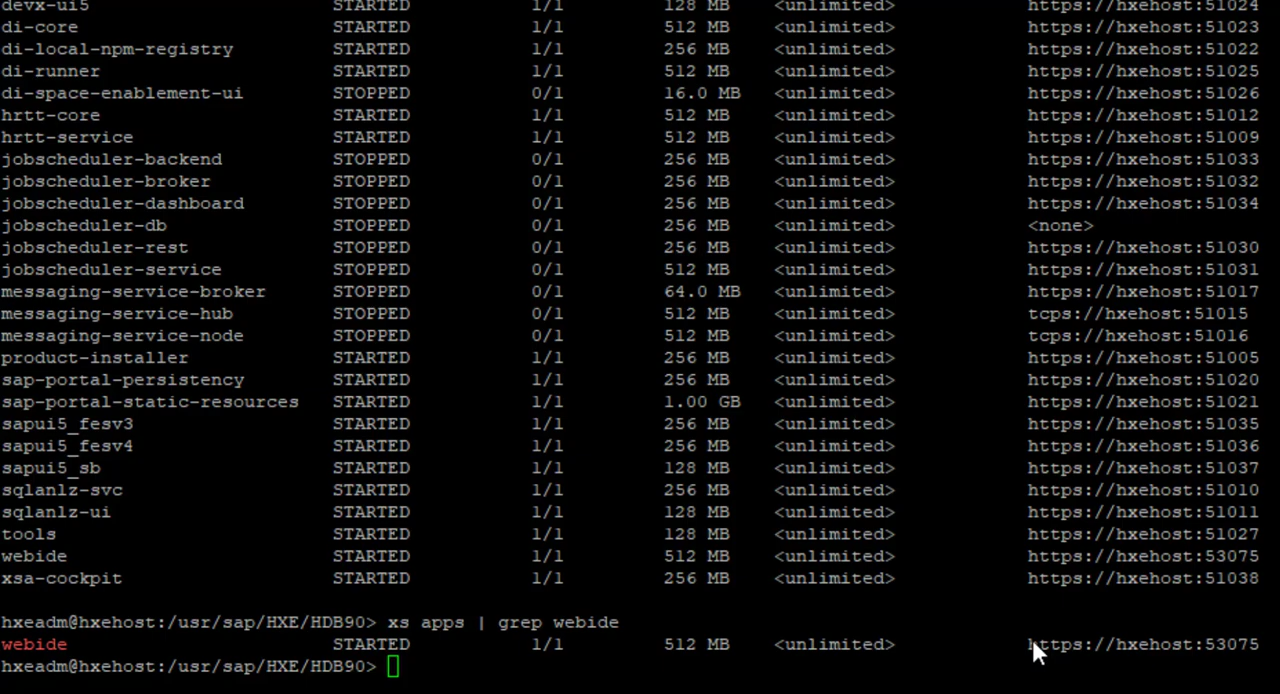 devx-ui5 STARTED 1/1 128 MB <unlimited> https://hxehost:51024
di-core STARTED 1/1 512 MB <unlimited> https://hxehost:51023
di-local-npm-registry STARTED 1/1 256 MB <unlimited> https://hxehost:51022
di-runner STARTED 1/1 512 MB <unlimited> https://hxehost:51025
di-space-enablement-ui STOPPED 0/1 16.0 MB <unlimited> https://hxehost:51026
hrtt-core STARTED 1/1 512 MB <unlimited> https://hxehost:51012
hrtt-service STARTED 1/1 512 MB <unlimited> https://hxehost:51009
jobscheduler-backend STOPPED 0/1 256 MB <unlimited> https://hxehost:51033
jobscheduler-broker STOPPED 0/1 256 MB <unlimited> https://hxehost:51032
jobscheduler-dashboard STOPPED 0/1 256 MB <unlimited> https://hxehost:51034
jobscheduler-db STOPPED 0/1 256 MB <unlimited> <none>
jobscheduler-rest STOPPED 0/1 256 MB <unlimited> https://hxehost:51030
jobscheduler-service STOPPED 0/1 512 MB <unlimited> https://hxehost:51031
messaging-service-broker STOPPED 0/1 64.0 MB <unlimited> https://hxehost:51017
messaging-service-hub STOPPED 0/1 512 MB <unlimited> tcps://hxehost:51015
messaging-service-node STOPPED 0/1 512 MB <unlimited> tcps://hxehost:51016
product-installer STARTED 1/1 256 MB <unlimited> https://hxehost:51005
sap-portal-persistency STARTED 1/1 256 MB <unlimited> https://hxehost:51020
sap-portal-static-resources STARTED 1/1 1.00 GB <unlimited> https://hxehost:51021
sapui5_fesv3 STARTED 1/1 256 MB <unlimited> https://hxehost:51035
sapui5_fesv4 STARTED 1/1 256 MB <unlimited> https://hxehost:51036
sapui5_sb STARTED 1/1 128 MB <unlimited> https://hxehost:51037
sqlanlz-svc STARTED 1/1 256 MB <unlimited> https://hxehost:51010
sqlanlz-ui STARTED 1/1 128 MB <unlimited> https://hxehost:51011
tools STARTED 1/1 128 MB <unlimited> https://hxehost:51027
webide STARTED 1/1 512 MB <unlimited> https://hxehost:53075
xsa-cockpit STARTED 1/1 256 MB <unlimited> https://hxehost:51038
hxeadm@hxehost:/usr/sap/HXE/HDB90> xs apps | grep webide
webide STARTED 1/1 512 MB <unlimited> https://hxehost:53075
hxeadm@hxehost:/usr/sap/HXE/HDB90>